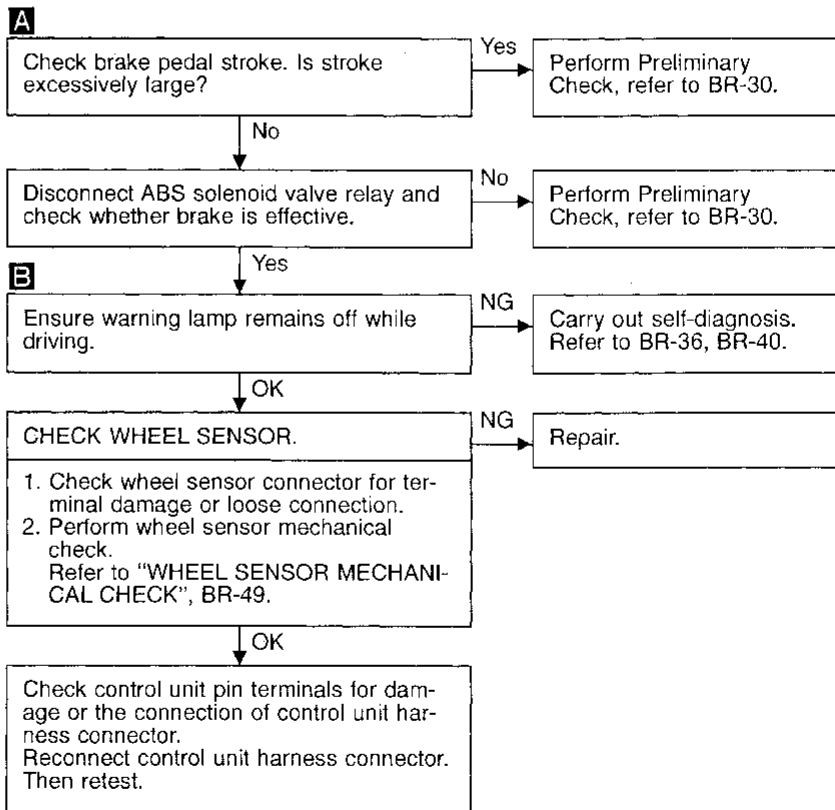 A
Check brake pedal stroke. Is stroke
excessively large?
Yes
Perform Preliminary
Check, refer to BR-30.
No
Disconnect ABS solenoid valve relay and
check whether brake is effective.
No
Perform Preliminary
Check, refer to BR-30.
Yes
B
Ensure warning lamp remains off while
driving.
NG
Carry out self-diagnosis.
Refer to BR-36, BR-40.
OK
CHECK WHEEL SENSOR.
NG
Repair.
1. Check wheel sensor connector for ter-
minal damage or loose connection.
2. Perform wheel sensor mechanical
check.
Refer to "WHEEL SENSOR MECHANI-
CAL CHECK", BR-49.
OK
Check control unit pin terminals for dam-
age or the connection of control unit har-
ness connector.
Reconnect control unit harness connector.
Then retest.